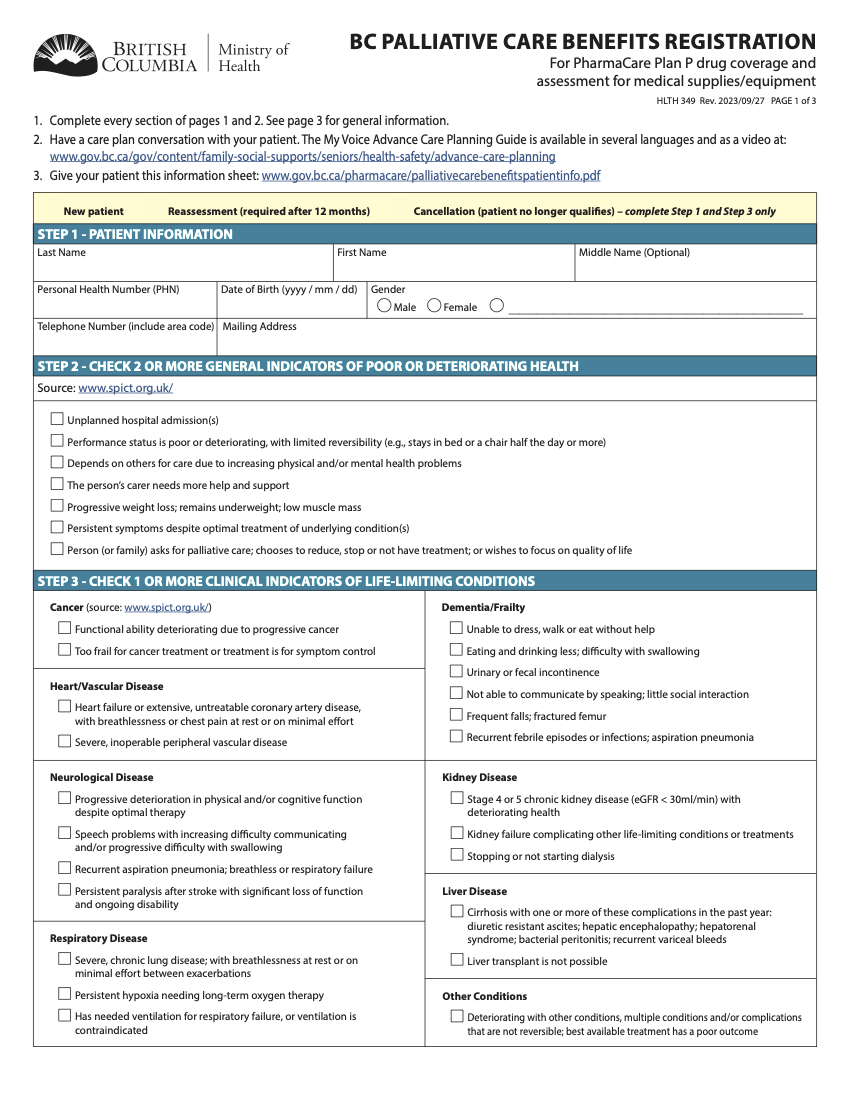 BRITISH
COLUMBIA
Ministry of
Health
BC PALLIATIVE CARE BENEFITS REGISTRATION
For PharmaCare Plan P drug coverage and
assessment for medical supplies/equipment
HLTH 349 Rev. 2023/09/27 PAGE 1 of 3
1. Complete every section of pages 1 and 2. See page 3 for general information.
2. Have a care plan conversation with your patient. The My Voice Advance Care Planning Guide is available in several languages and as a video at:
www.gov.bc.ca/gov/content/family-social-supports/seniors/health-safety/advance-care-planning
3. Give your patient this information sheet: www.gov.bc.ca/pharmacare/palliativecarebenefitspatientinfo.pdf
New patient Reassessment (required after 12 months) Cancellation (patient no longer qualifies) – complete Step 1 and Step 3 only
STEP 1 - PATIENT INFORMATION
Last Name First Name Middle Name (Optional)
Personal Health Number (PHN) Date of Birth (yyyy / mm / dd) Gender
Male Female
Telephone Number (include area code) Mailing Address
STEP 2 - CHECK 2 OR MORE GENERAL INDICATORS OF POOR OR DETERIORATING HEALTH
Source: www.spict.org.uk/
Unplanned hospital admission(s)
Performance status is poor or deteriorating, with limited reversibility (e.g., stays in bed or a chair half the day or more)
Depends on others for care due to increasing physical and/or mental health problems
The person's carer needs more help and support
Progressive weight loss; remains underweight; low muscle mass
Persistent symptoms despite optimal treatment of underlying condition(s)
Person (or family) asks for palliative care; chooses to reduce, stop or not have treatment; or wishes to focus on quality of life
STEP 3 - CHECK 1 OR MORE CLINICAL INDICATORS OF LIFE-LIMITING CONDITIONS
Cancer (source: www.spict.org.uk/)
Functional ability deteriorating due to progressive cancer
Too frail for cancer treatment or treatment is for symptom control
Heart/Vascular Disease
Heart failure or extensive, untreatable coronary artery disease,
with breathlessness or chest pain at rest or on minimal effort
Severe, inoperable peripheral vascular disease
Neurological Disease
Progressive deterioration in physical and/or cognitive function
despite optimal therapy
Speech problems with increasing difficulty communicating
and/or progressive difficulty with swallowing
Recurrent aspiration pneumonia; breathless or respiratory failure
Persistent paralysis after stroke with significant loss of function
and ongoing disability
Respiratory Disease
Severe, chronic lung disease; with breathlessness at rest or on
minimal effort between exacerbations
Persistent hypoxia needing long-term oxygen therapy
Has needed ventilation for respiratory failure, or ventilation is
contraindicated
Dementia/Frailty
Unable to dress, walk or eat without help
Eating and drinking less; difficulty with swallowing
Urinary or fecal incontinence
Not able to communicate by speaking; little social interaction
Frequent falls; fractured femur
Recurrent febrile episodes or infections; aspiration pneumonia
Kidney Disease
Stage 4 or 5 chronic kidney disease (eGFR < 30ml/min) with
deteriorating health
Kidney failure complicating other life-limiting conditions or treatments
Stopping or not starting dialysis
Liver Disease
Cirrhosis with one or more of these complications in the past year:
diuretic resistant ascites; hepatic encephalopathy; hepatorenal
syndrome; bacterial peritonitis; recurrent variceal bleeds
Liver transplant is not possible
Other Conditions
Deteriorating with other conditions, multiple conditions and/or complications
that are not reversible; best available treatment has a poor outcome